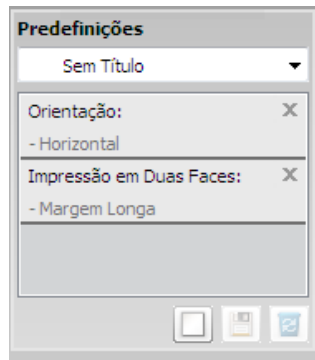 Predefinições
Sem Título
Orientação:
- Horizontal
Impressão em Duas Faces:
- Margem Longa